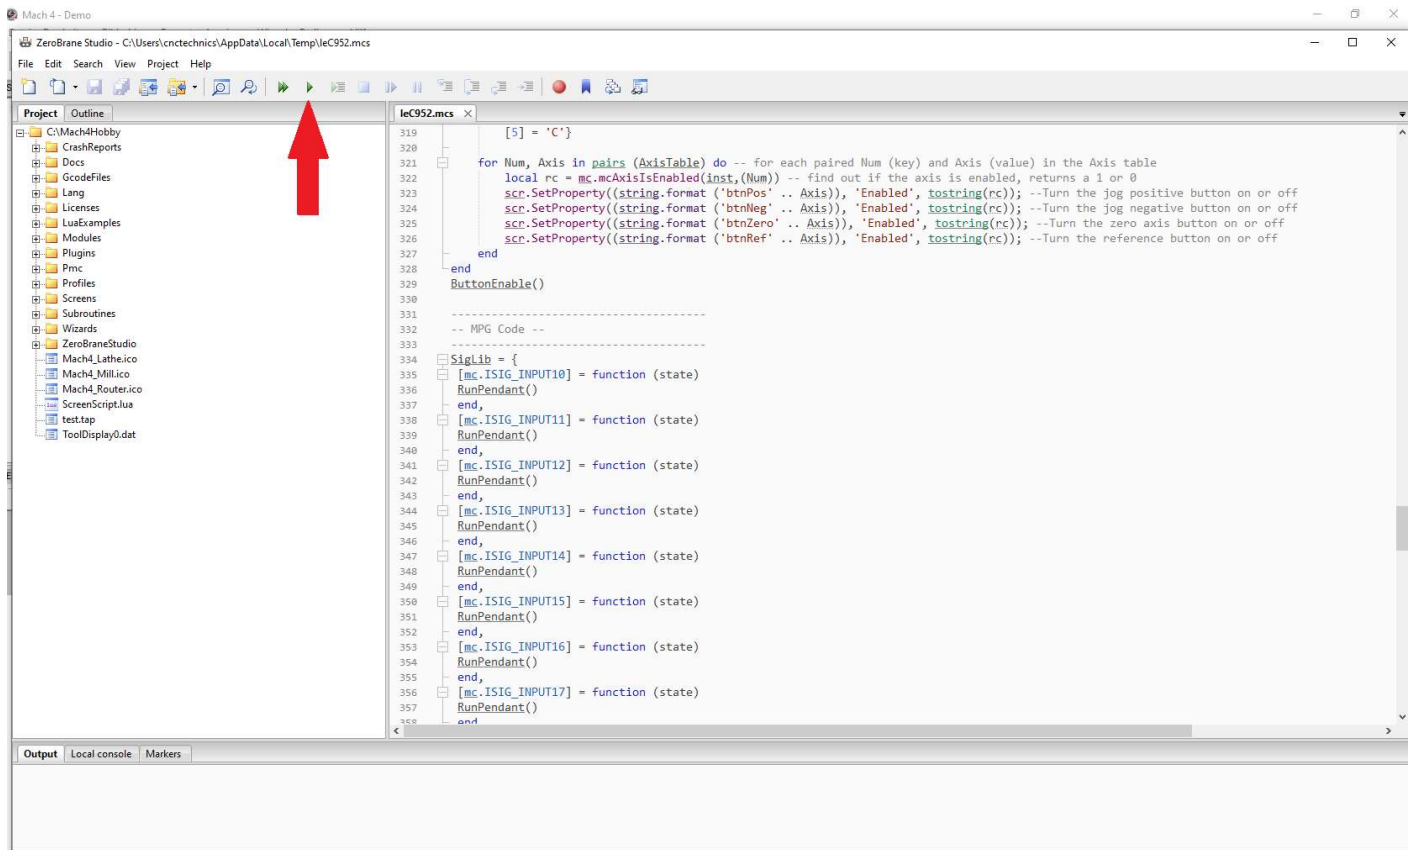 Mach 4 - Demo
ZeroBrane Studio - C:\Users\cnctechnics\AppData\Local\Temp\leC952.mcs
File Edit Search View Project Help
Project Outline
leC952.mcs
C:\Mach4Hobby
CrashReports
Docs
GcodeFiles
Lang
Licenses
LuaExamples
Modules
Plugins
Pmc
Profiles
Screens
Subroutines
Wizards
ZeroBraneStudio
Mach4_Lathe.ico
Mach4_Mill.ico
Mach4_Router.ico
ScreenScript.lua
test.tap
ToolDisplay0.dat
319 [5] = 'C'}
320
321 for Num, Axis in pairs (AxisTable) do -- for each paired Num (key) and Axis (value) in the Axis table
322 local rc = mc.mcAxisIsEnabled(inst,(Num)) -- find out if the axis is enabled, returns a 1 or 0
323 scr.SetProperty((string.format ('btnPos' .. Axis)), 'Enabled', tostring(rc)); --Turn the jog positive button on or off
324 scr.SetProperty((string.format ('btnNeg' .. Axis)), 'Enabled', tostring(rc)); --Turn the jog negative button on or off
325 scr.SetProperty((string.format ('btnZero' .. Axis)), 'Enabled', tostring(rc)); --Turn the zero axis button on or off
326 scr.SetProperty((string.format ('btnRef' .. Axis)), 'Enabled', tostring(rc)); --Turn the reference button on or off
327 end
328 end
329 ButtonEnable()
330
331 -------------------------------------
332 -- MPG Code --
333 -------------------------------------
334 SigLib = {
335 [mc.ISIG_INPUT10] = function (state)
336 RunPendant()
337 end,
338 [mc.ISIG_INPUT11] = function (state)
339 RunPendant()
340 end,
341 [mc.ISIG_INPUT12] = function (state)
342 RunPendant()
343 end,
344 [mc.ISIG_INPUT13] = function (state)
345 RunPendant()
346 end,
347 [mc.ISIG_INPUT14] = function (state)
348 RunPendant()
349 end,
350 [mc.ISIG_INPUT15] = function (state)
351 RunPendant()
352 end,
353 [mc.ISIG_INPUT16] = function (state)
354 RunPendant()
355 end,
356 [mc.ISIG_INPUT17] = function (state)
357 RunPendant()
358 end
Output Local console Markers